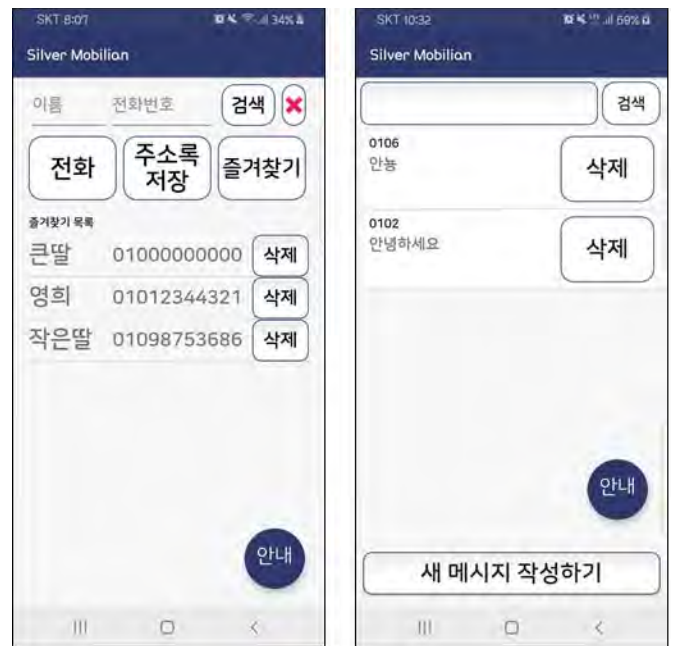 SKT 8:07 34%
Silver Mobilian
이름 전화번호 검색
전화 주소록 저장 즐겨찾기
즐겨찾기 목록
큰딸 01000000000 삭제
영희 01012344321 삭제
작은딸 01098753686 삭제
안내
SKT 10:32 69%
Silver Mobilian
검색
0106
안뇽 삭제
0102
안녕하세요 삭제
안내
새 메시지 작성하기